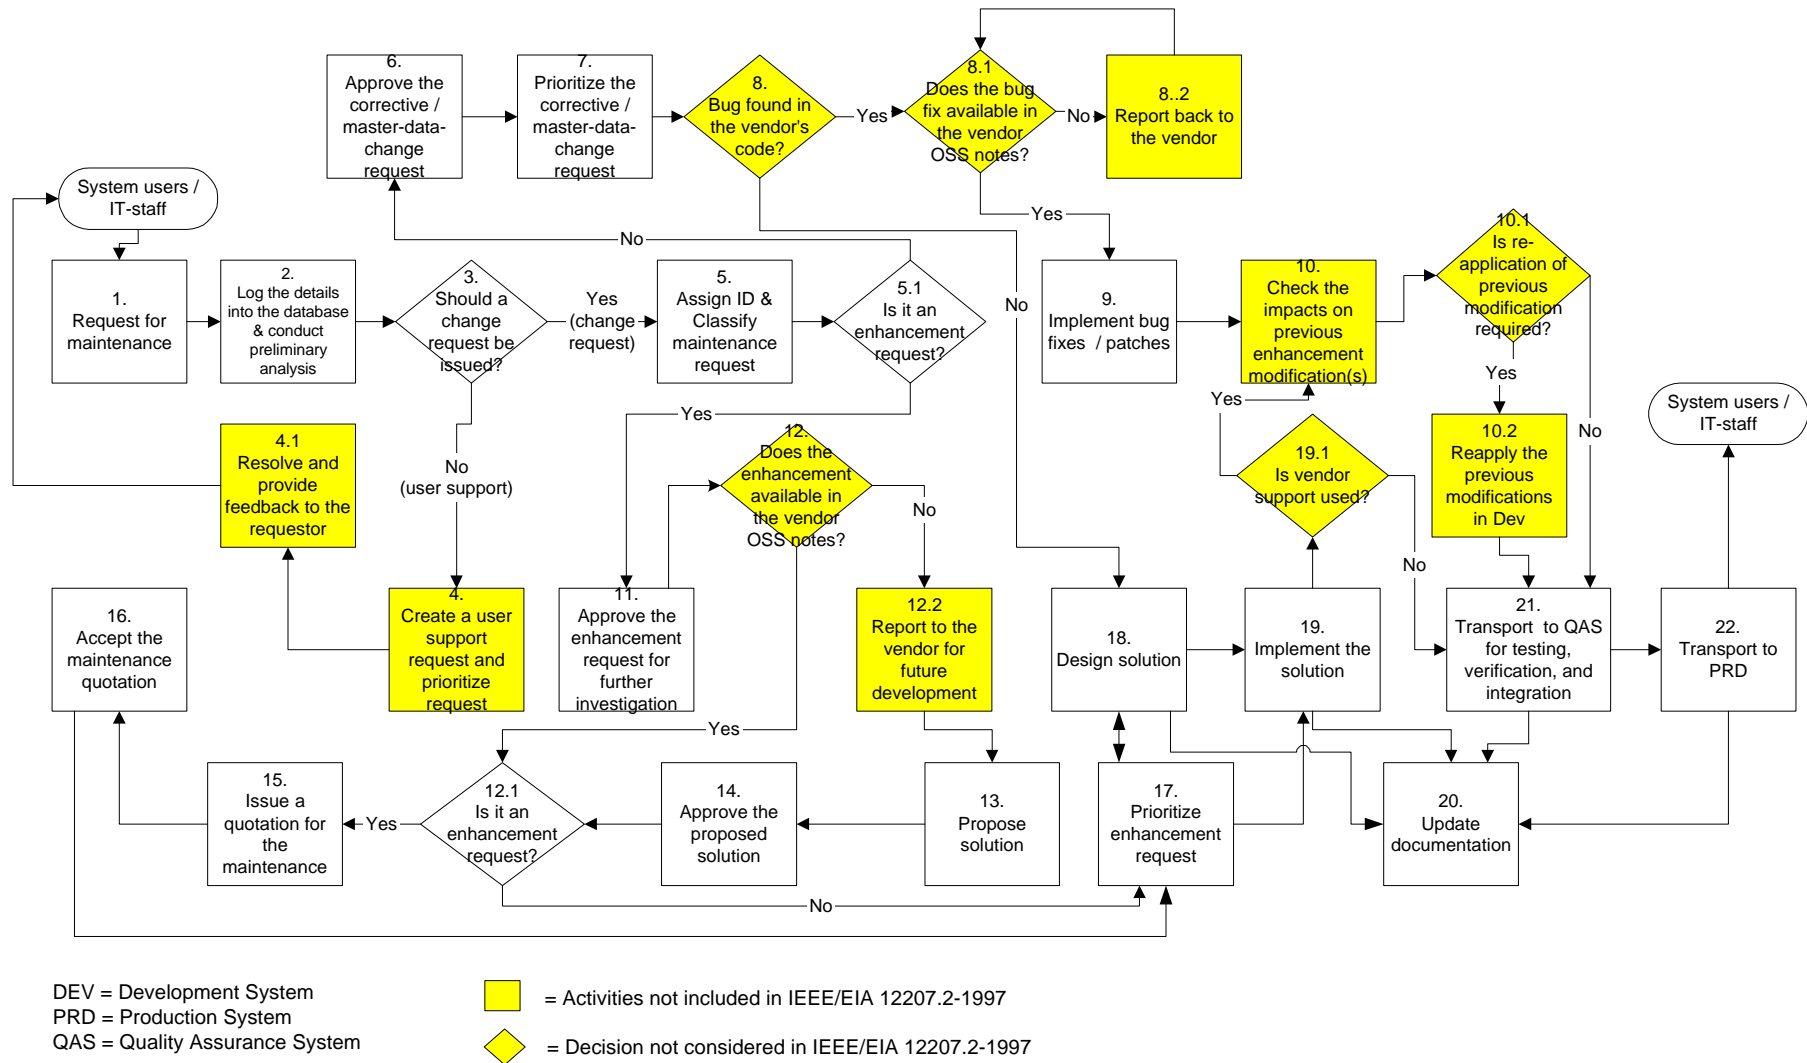 6.
Approve the
corrective /
master-data-
change
request
7.
Prioritize the
corrective /
master-data-
change
request
8.
Bug found in
the vendor's
code?
Yes
8.1
Does the bug
fix available in
the vendor
OSS notes?
No
8..2
Report back to
the vendor
System users /
IT-staff
No
Yes
10.1
Is re-
application of
previous
modification
required?
1.
Request for
maintenance
2.
Log the details
into the database
& conduct
preliminary
analysis
3.
Should a
change
request be
issued?
Yes
(change
request)
5.
Assign ID &
Classify
maintenance
request
5.1
Is it an
enhancement
request?
No
9.
Implement bug
fixes / patches
10.
Check the
impacts on
previous
enhancement
modification(s)
Yes
Yes
Yes
No
System users /
IT-staff
4.1
Resolve and
provide
feedback to the
requestor
No
(user support)
12.
Does the
enhancement
available in
the vendor
OSS notes?
No
19.1
Is vendor
support used?
No
10.2
Reapply the
previous
modifications
in Dev
16.
Accept the
maintenance
quotation
4.
Create a user
support
request and
prioritize
request
11.
Approve the
enhancement
request for
further
investigation
12.2
Report to the
vendor for
future
development
18.
Design solution
19.
Implement the
solution
21.
Transport to QAS
for testing,
verification, and
integration
22.
Transport to
PRD
Yes
15.
Issue a
quotation for
the
maintenance
Yes
12.1
Is it an
enhancement
request?
14.
Approve the
proposed
solution
13.
Propose
solution
17.
Prioritize
enhancement
request
20.
Update
documentation
No
DEV = Development System
PRD = Production System
QAS = Quality Assurance System
= Activities not included in IEEE/EIA 12207.2-1997
= Decision not considered in IEEE/EIA 12207.2-1997